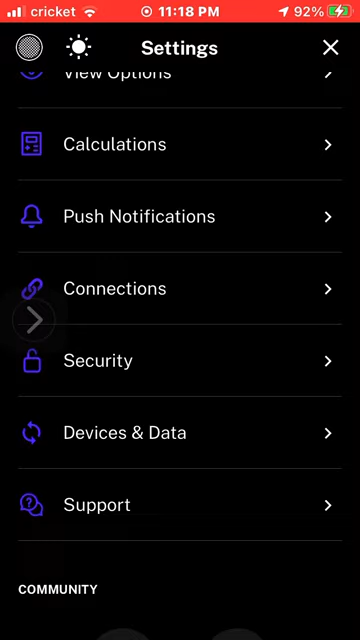 cricket 11:18 PM 92%
Settings
View Options
Calculations
Push Notifications
Connections
Security
Devices & Data
Support
COMMUNITY